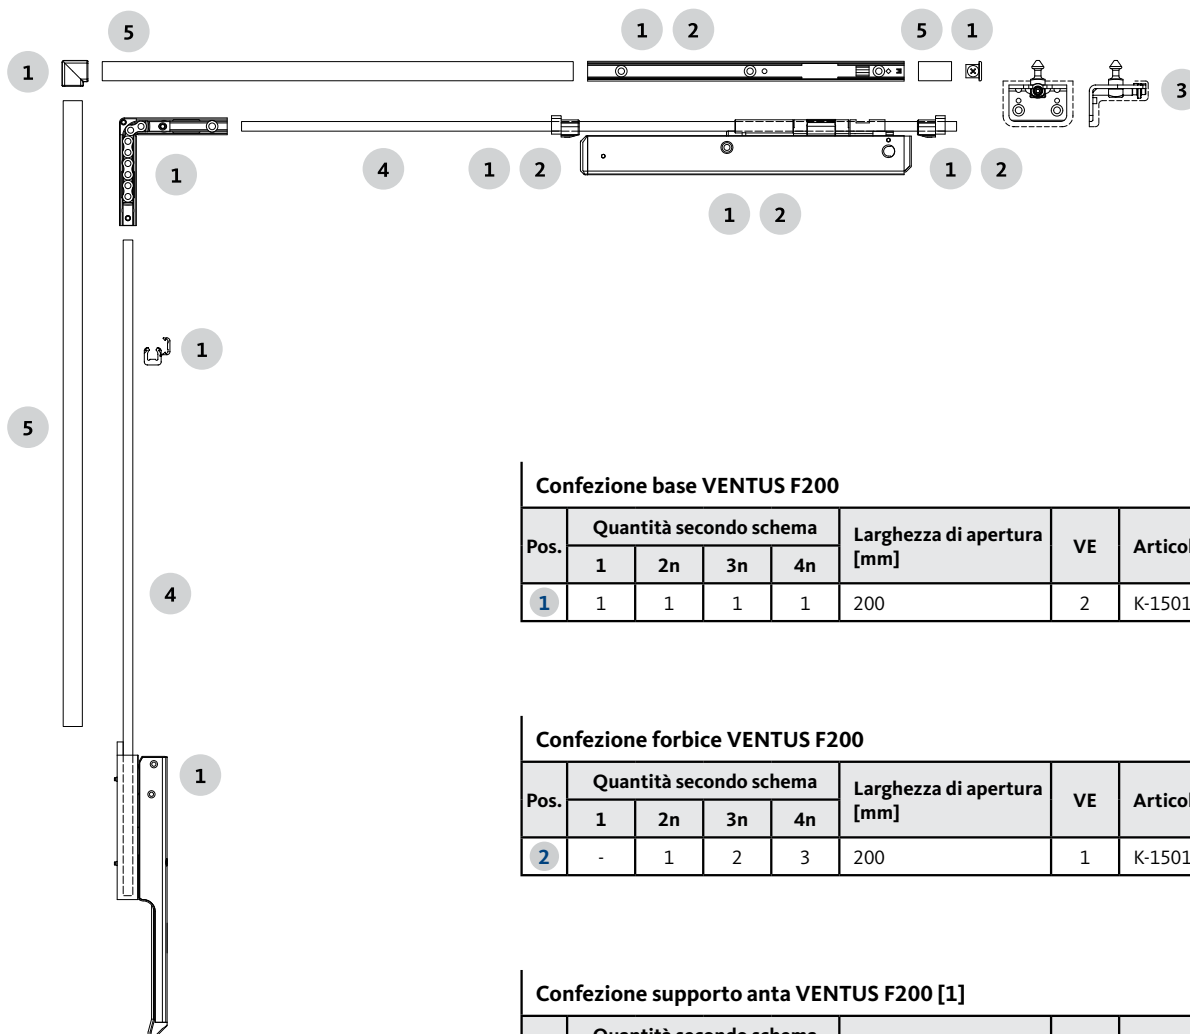 5
1 2
5 1
1
3
1
4
1 2
1 2
1 2
1
5
4
1
Confezione base VENTUS F200
Pos. Quantità secondo schema Larghezza di apertura [mm] VE
1 2n 3n 4n
1 1 1 1 1 200 2 K-1501
Confezione forbice VENTUS F200
Pos. Quantità secondo schema Larghezza di apertura [mm] VE
1 2n 3n 4n
2 - 1 2 3 200 1 K-1501
Confezione supporto anta VENTUS F200 [1]
Quantità secondo schema